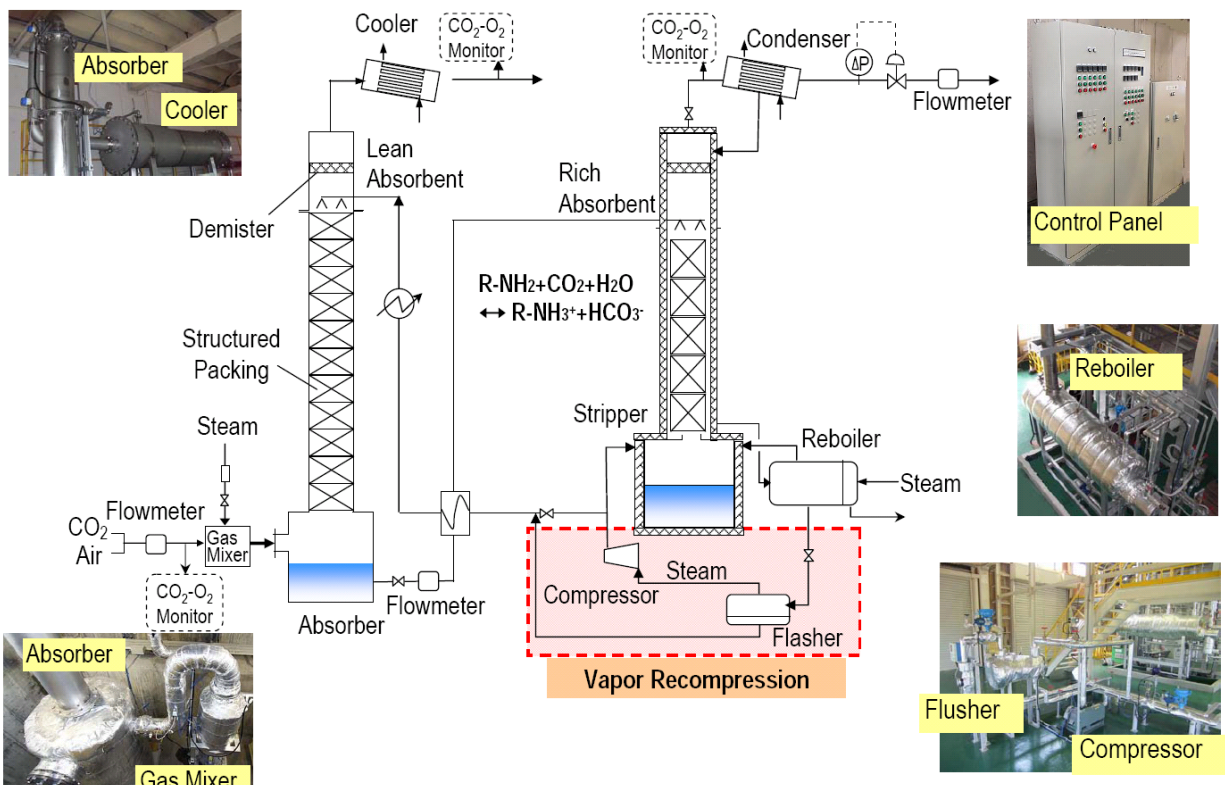 Absorber
Cooler
Cooler
CO₂-O₂
Monitor
CO₂-O₂
Monitor
Condenser
ΔP
Flowmeter
Control Panel
Lean
Absorbent
Demister
Rich
Absorbent
R-NH₂+CO₂+H₂O
↔ R-NH₃⁺+HCO₃⁻
Structured
Packing
Stripper
Reboiler
Steam
Reboiler
Steam
Flowmeter
CO₂
Air
Gas
Mixer
CO₂-O₂
Monitor
Absorber
Flowmeter
Compressor
Steam
Flasher
Vapor Recompression
Absorber
Gas Mixer
Flusher
Compressor